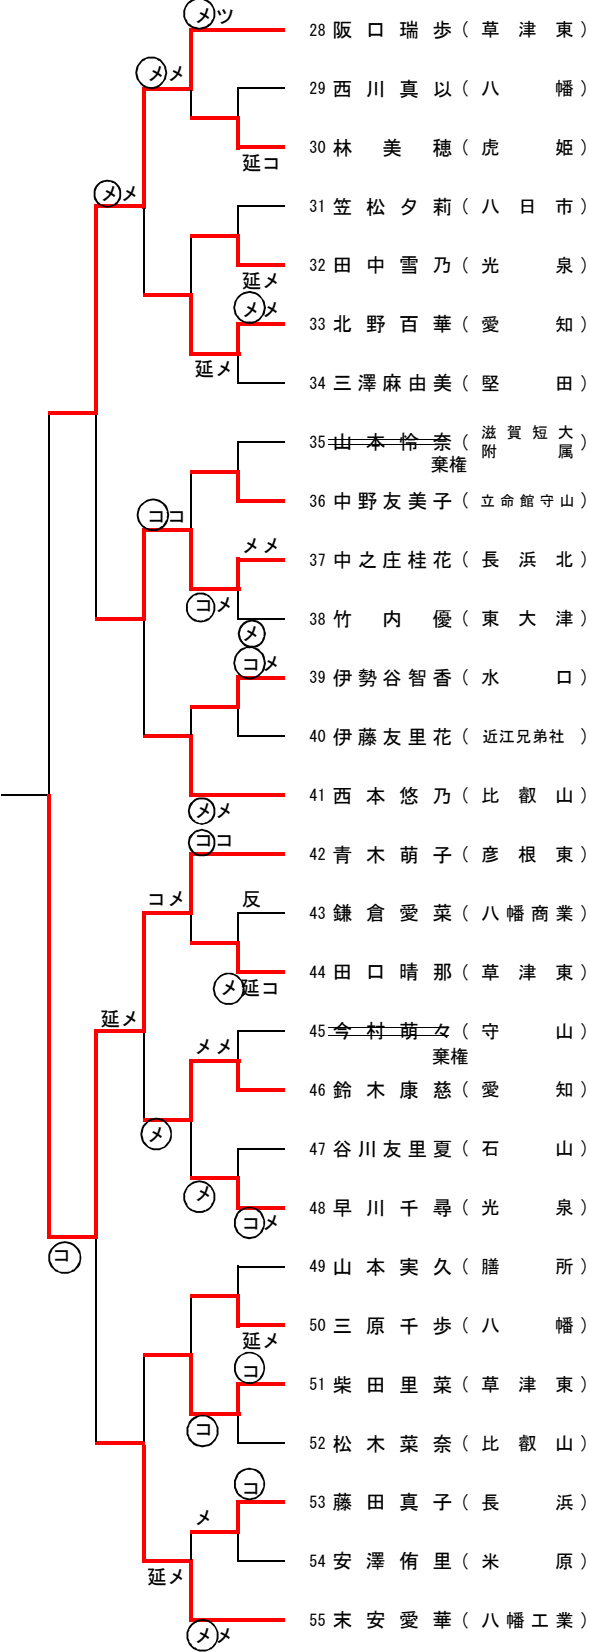 メツ
28 阪口瑞歩(草津東)
メメ
29 西川真以(八幡)
30 林美穂(虎姫)
延コ
メメ
31 笠松夕莉(八日市)
32 田中雪乃(光泉)
延メ
メメ
33 北野百華(愛知)
延メ
34 三澤麻由美(堅田)
35 山本怜奈(滋賀短大附属)
棄権
36 中野友美子(立命館守山)
ココ
メメ
37 中之庄桂花(長浜北)
コメ
38 竹内優(東大津)
メ
コメ
39 伊勢谷智香(水口)
40 伊藤友里花(近江兄弟社)
41 西本悠乃(比叡山)
メメ
ココ
42 青木萌子(彦根東)
コメ
反
43 鎌倉愛菜(八幡商業)
44 田口晴那(草津東)
メ延コ
延メ
45 今村萌々(守山)
メメ
棄権
46 鈴木康慈(愛知)
メ
47 谷川友里夏(石山)
メ
48 早川千尋(光泉)
コメ
コ
49 山本実久(膳所)
50 三原千歩(八幡)
延メ
コ
51 柴田里菜(草津東)
コ
52 松木菜奈(比叡山)
コ
53 藤田真子(長浜)
メ
54 安澤侑里(米原)
延メ
55 末安愛華(八幡工業)
メメ